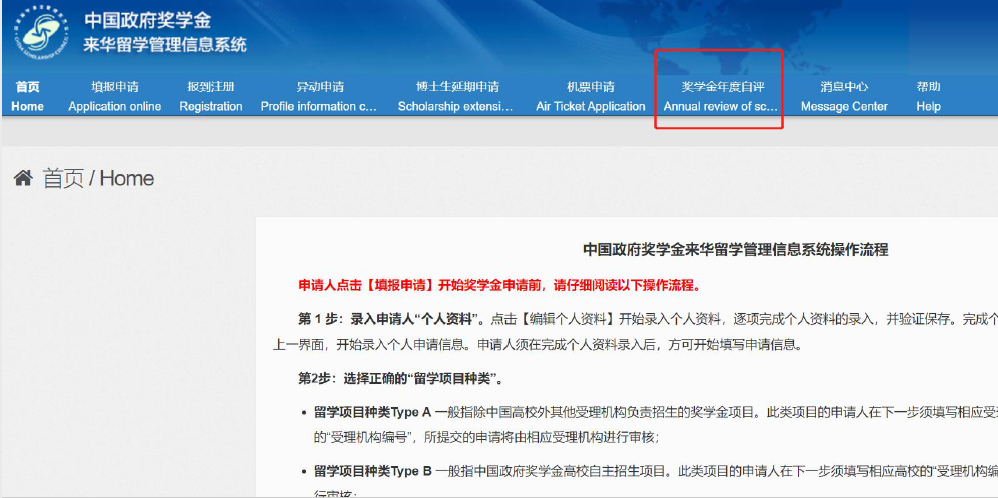 中国政府奖学金
来华留学管理信息系统
首页 填报申请 报到注册 异动申请 博士生延期申请 机票申请 奖学金年度自评 消息中心 帮助
Home Application online Registration Profile information c... Scholarship extensi... Air Ticket Application Annual review of sc... Message Center Help
首页 / Home
中国政府奖学金来华留学管理信息系统操作流程
申请人点击【填报申请】开始奖学金申请前，请仔细阅读以下操作流程。
第 1 步：录入申请人“个人资料”。点击【编辑个人资料】开始录入个人资料，逐项完成个人资料的录入，并验证保存。完成个
上一界面，开始录入个人申请信息。申请人须在完成个人资料录入后，方可开始填写申请信息。
第2步：选择正确的“留学项目种类”。
• 留学项目种类Type A 一般指除中国高校外其他受理机构负责招生的奖学金项目。此类项目的申请人在下一步须填写相应受理
的“受理机构编号”，所提交的申请将由相应受理机构进行审核；
• 留学项目种类Type B 一般指中国政府奖学金高校自主招生项目。此类项目的申请人在下一步须填写相应高校的“受理机构编
行审核；